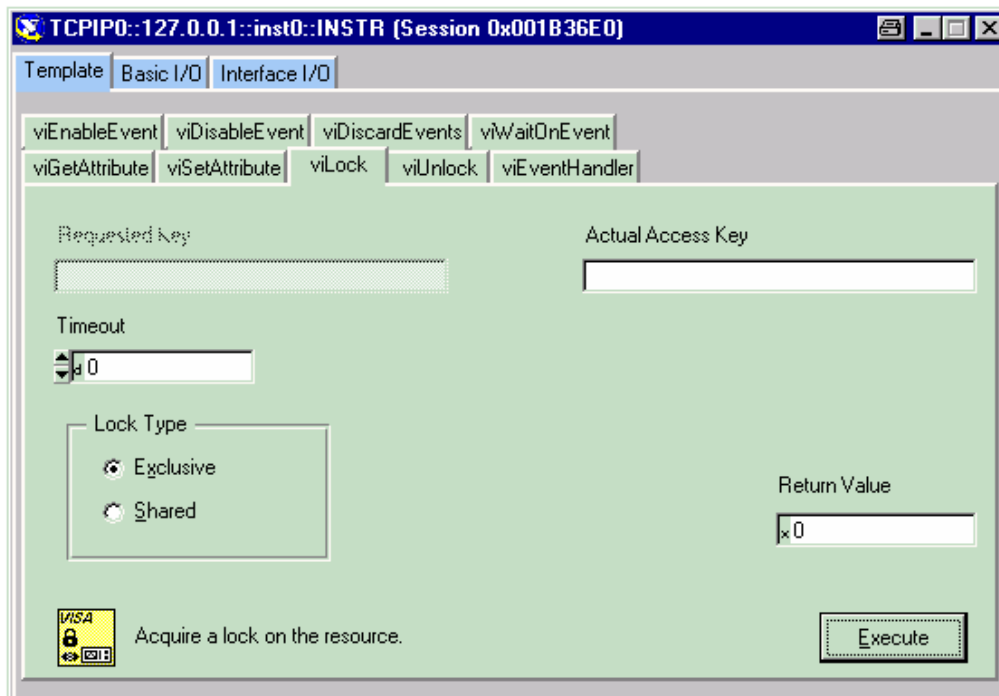 TCPIP0::127.0.0.1::inst0::INSTR (Session 0x001B36E0)
Template Basic I/O Interface I/O
viEnableEvent viDisableEvent viDiscardEvents viWaitOnEvent
viGetAttribute viSetAttribute viLock viUnlock viEventHandler
Requested Key Actual Access Key
Timeout
d 0
Lock Type
Exclusive
Shared
Return Value
x 0
VISA
Acquire a lock on the resource.
Execute